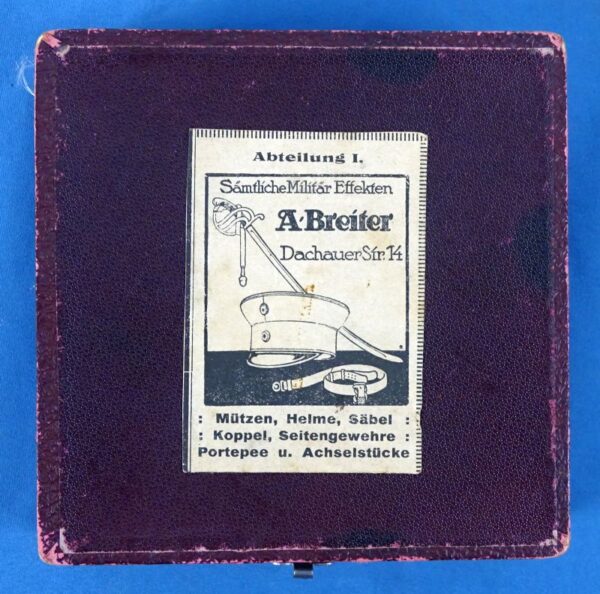 Abteilung I.
Sämtliche Militär Effekten
A. Breiter
Dachauer Str. 14
: Mützen, Helme, Säbel :
: Koppel, Seitengewehre :
Portepee u. Achselstücke